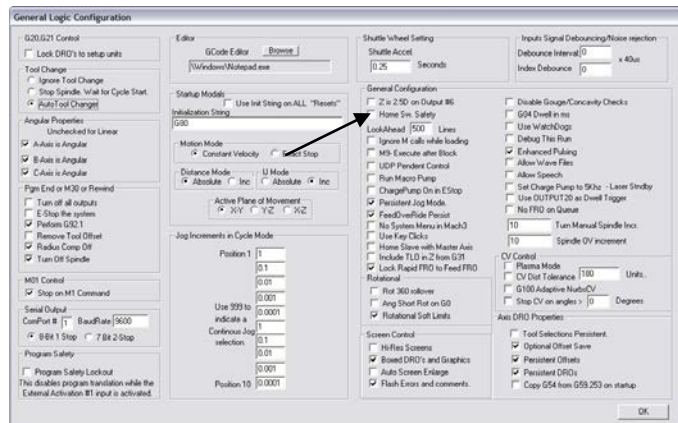 General Logic Configuration
G20,G21 Control
Lock DRO's to setup units
Tool Change
Ignore Tool Change
Stop Spindle. Wait for Cycle Start.
Auto Tool Changer
Angular Properties
Unchecked for Linear
A-Axis is Angular
B-Axis is Angular
C-Axis is Angular
Pgm End or M30 or Rewind
Turn off all outputs
E-Stop the system
Perform G92.1
Remove Tool Offset
Radius Comp Off
Turn Off Spindle
M01 Control
Stop on M1 Command
Serial Output
ComPort # 1 BaudRate 9600
8-Bit 1 Stop 7 Bit 2-Stop
Program Safety
Program Safety Lockout
This disables program translation while the
External Activation #1 input is activated.
Editor
GCode Editor Browse
\Windows\Notepad.exe
Startup Modals
Use Init String on ALL "Resets"
Initialization String
G80
Motion Mode
Constant Velocity Exact Stop
Distance Mode IJ Mode
Absolute Inc Absolute Inc
Active Plane of Movement
X-Y Y-Z X-Z
Jog Increments in Cycle Mode
Position 1 1
0.1
0.01
0.001
Use 999 to 0.0001
indicate a
Continous Jog 1
selection. 0.1
0.01
0.001
Position 10 0.0001
Shuttle Wheel Setting
Shuttle Accel.
0.25 Seconds
General Configuration
Z is 2.5D on Output #6
Home Sw. Safety
LookAhead 500 Lines
Ignore M calls while loading
M9- Execute after Block
UDP Pendent Control
Run Macro Pump
ChargePump On in EStop
Persistent Jog Mode.
FeedOverRide Persist
No System Menu in Mach3
Use Key Clicks
Home Slave with Master Axis
Include TLO in Z from G31
Lock Rapid FRO to Feed FRO
Rotational
Rot 360 rollover
Ang Short Rot on G0
Rotational Soft Limits
Screen Control
Hi-Res Screens
Boxed DRO's and Graphics
Auto Screen Enlarge
Flash Errors and comments.
Inputs Signal Debouncing/Noise rejection
Debounce Interval: 0
x 40us
Index Debounce 0
Disable Gouge/Concavity Checks
G04 Dwell in ms
Use WatchDogs
Debug This Run
Enhanced Pulsing
Allow Wave Files
Allow Speech
Set Charge Pump to 5Khz - Laser Stndby
Use OUTPUT20 as Dwell Trigger
No FRO on Queue
10 Turn Manual Spindle Incr.
10 Spindle OV increment
CV Control
Plasma Mode
CV Dist Tolerance 180 Units..
G100 Adaptive NurbsCV
Stop CV on angles > 0 Degrees
Axis DRO Properties
Tool Selections Persistent.
Optional Offset Save
Persistent Offsets
Persistent DROs
Copy G54 from G59.253 on startup
OK